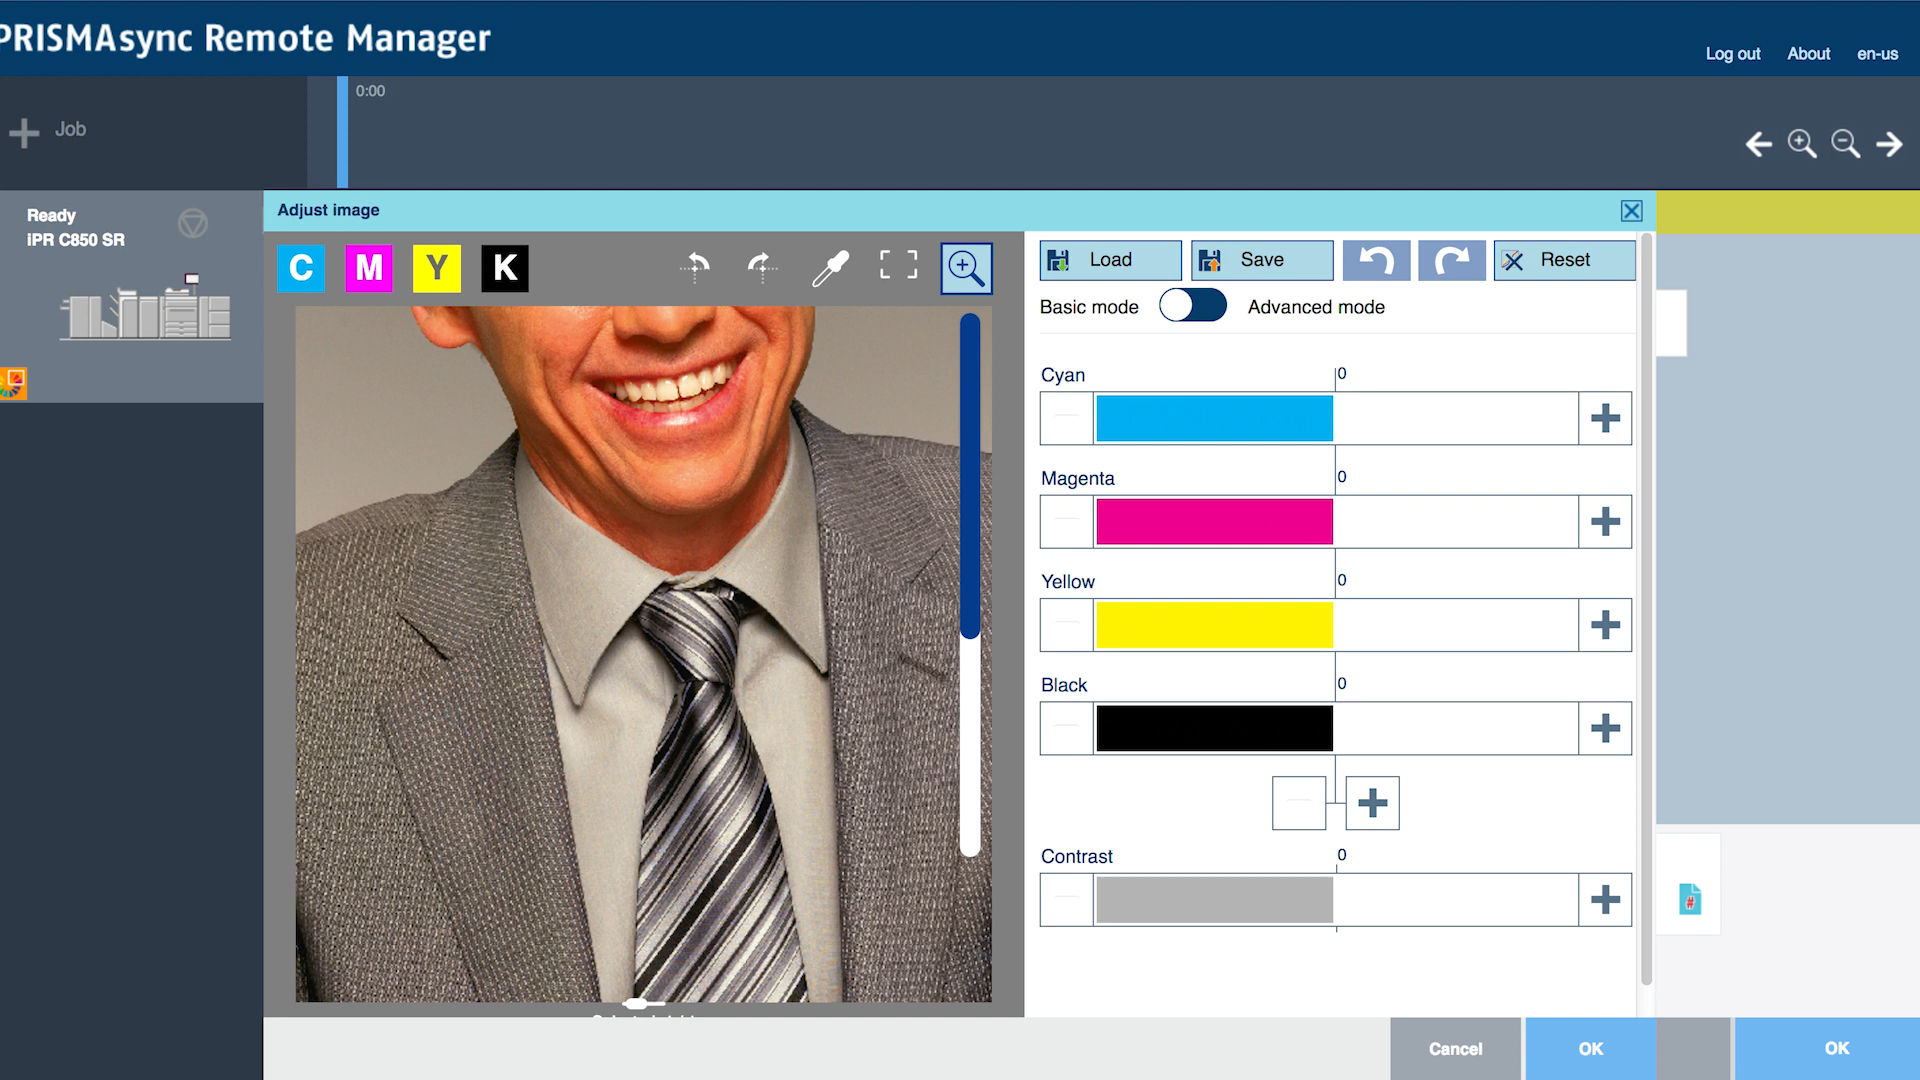 PRISMAsync Remote Manager
Log out About en-us
0:00
Job
Ready
iPR C850 SR
Adjust image
C M Y K
Load Save Reset
Basic mode Advanced mode
Cyan 0
Magenta 0
Yellow 0
Black 0
Contrast 0
#
Cancel OK OK